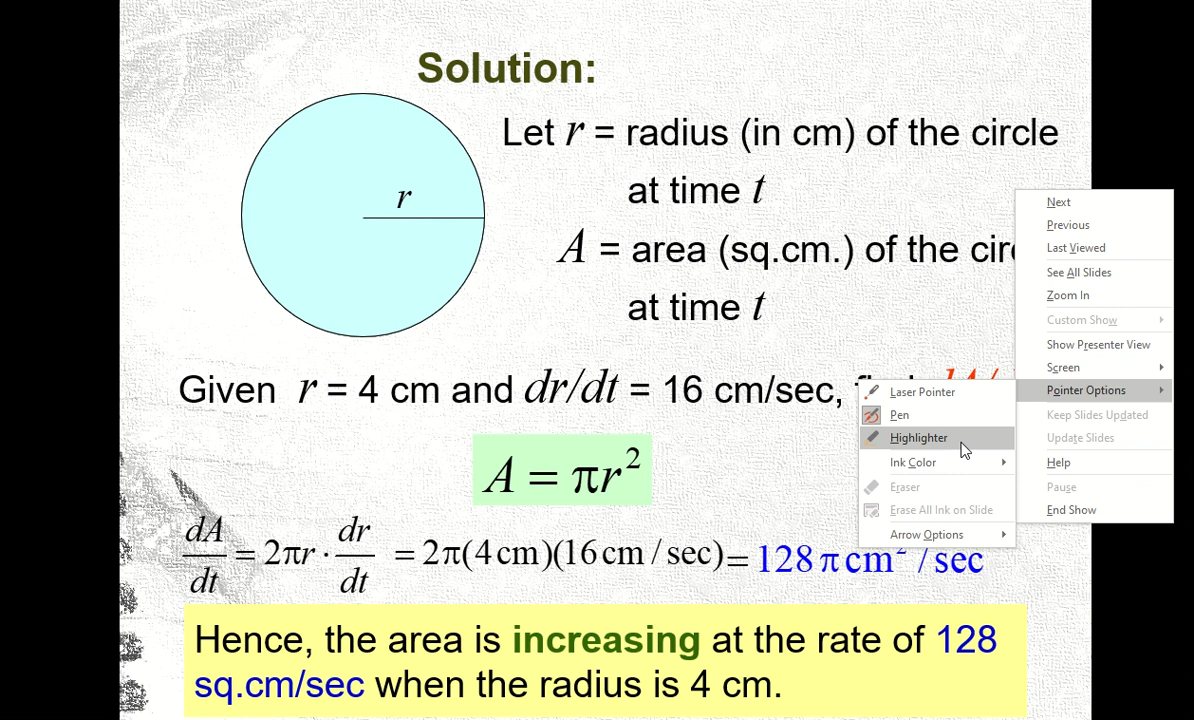 Solution:
r
Let r = radius (in cm) of the circle
at time t
A = area (sq.cm.) of the cir
at time t
Given r = 4 cm and dr/dt = 16 cm/sec,
A = πr²
dA/dt = 2πr · dr/dt = 2π(4 cm)(16 cm / sec) = 128 π cm² / sec
Hence, the area is increasing at the rate of 128
sq.cm/sec when the radius is 4 cm.
Next
Previous
Last Viewed
See All Slides
Zoom In
Custom Show
Show Presenter View
Screen
Pointer Options
Keep Slides Updated
Update Slides
Help
Pause
End Show
Laser Pointer
Pen
Highlighter
Ink Color
Eraser
Erase All Ink on Slide
Arrow Options